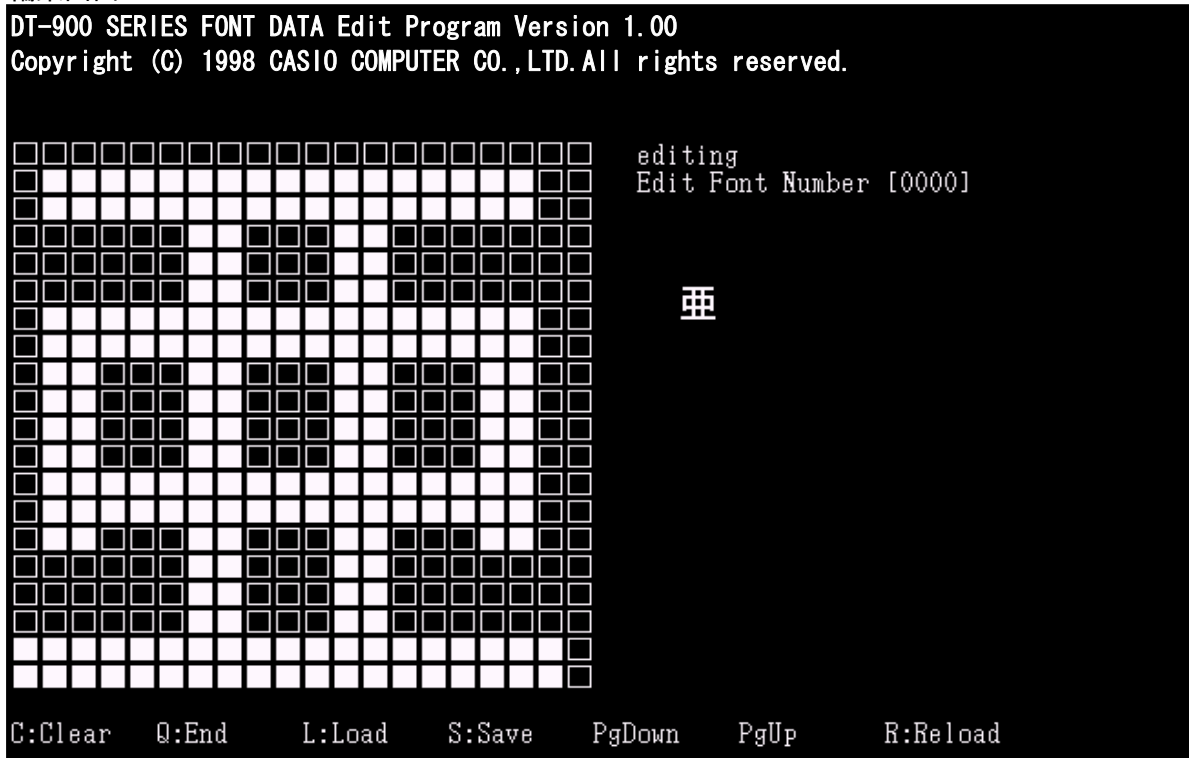 DT-900 SERIES FONT DATA Edit Program Version 1.00
Copyright (C) 1998 CASIO COMPUTER CO.,LTD.All rights reserved.
editing
Edit Font Number [0000]
亜
C:Clear Q:End L:Load S:Save PgDown PgUp R:Reload